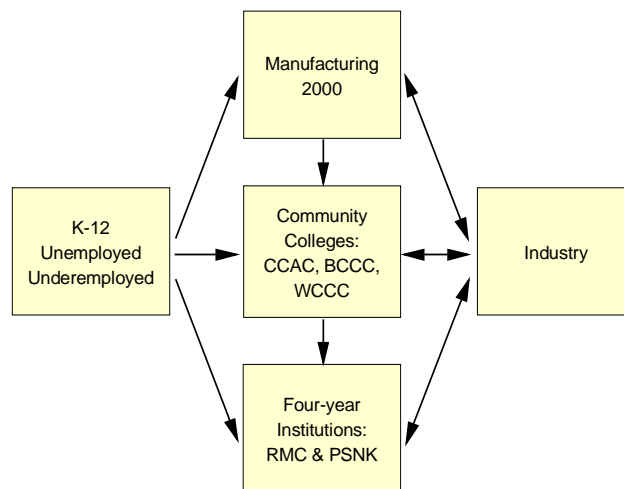 Manufacturing
2000
K-12
Unemployed
Underemployed
Community
Colleges:
CCAC, BCCC,
WCCC
Industry
Four-year
Institutions:
RMC & PSNK